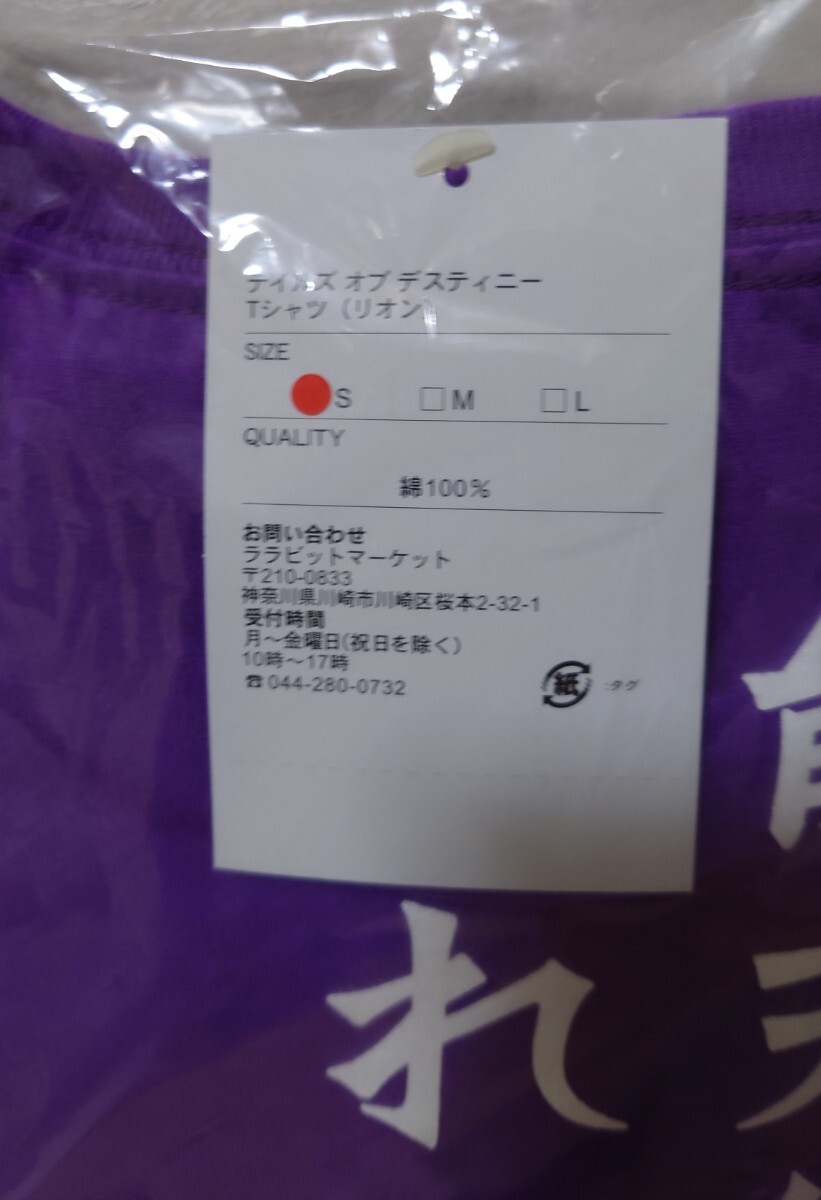 テイルズ オブ デスティニー
Tシャツ（リオン）
SIZE
S □M □L
QUALITY
綿100%
お問い合わせ
ララビットマーケット
〒210-0833
神奈川県川崎市川崎区桜本2-32-1
受付時間
月～金曜日(祝日を除く)
10時～17時
☎044-280-0732
紙 :タグ
れ